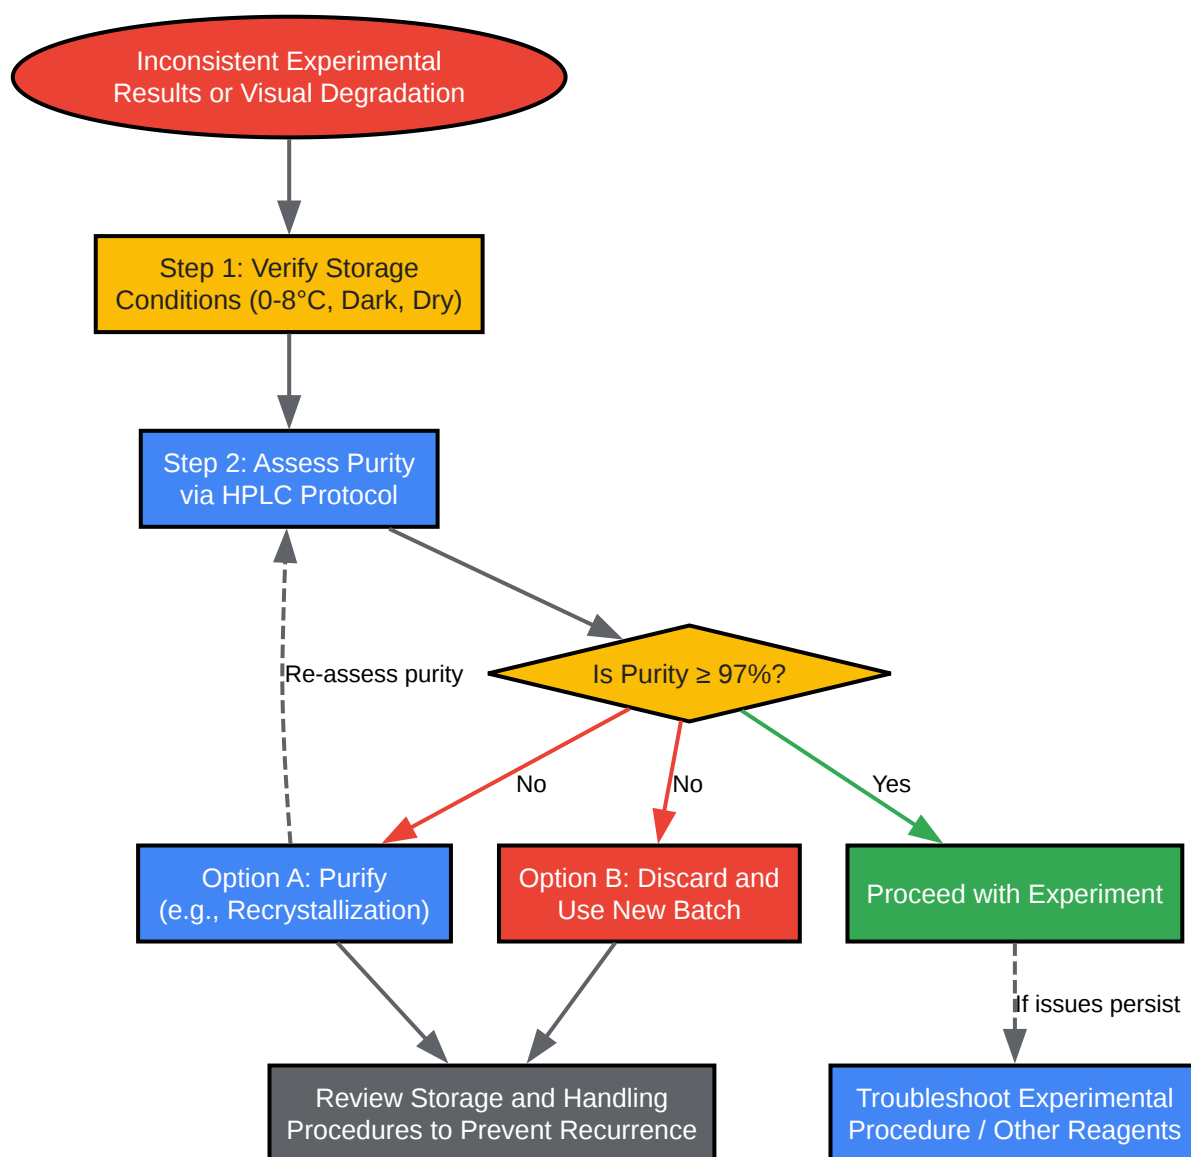 Inconsistent Experimental
Results or Visual Degradation
Step 1: Verify Storage
Conditions (0-8°C, Dark, Dry)
Step 2: Assess Purity
via HPLC Protocol
Is Purity ≥ 97%?
Re-assess purity
No
No
Yes
Option A: Purify
(e.g., Recrystallization)
Option B: Discard and
Use New Batch
Proceed with Experiment
If issues persist
Review Storage and Handling
Procedures to Prevent Recurrence
Troubleshoot Experimental
Procedure / Other Reagents